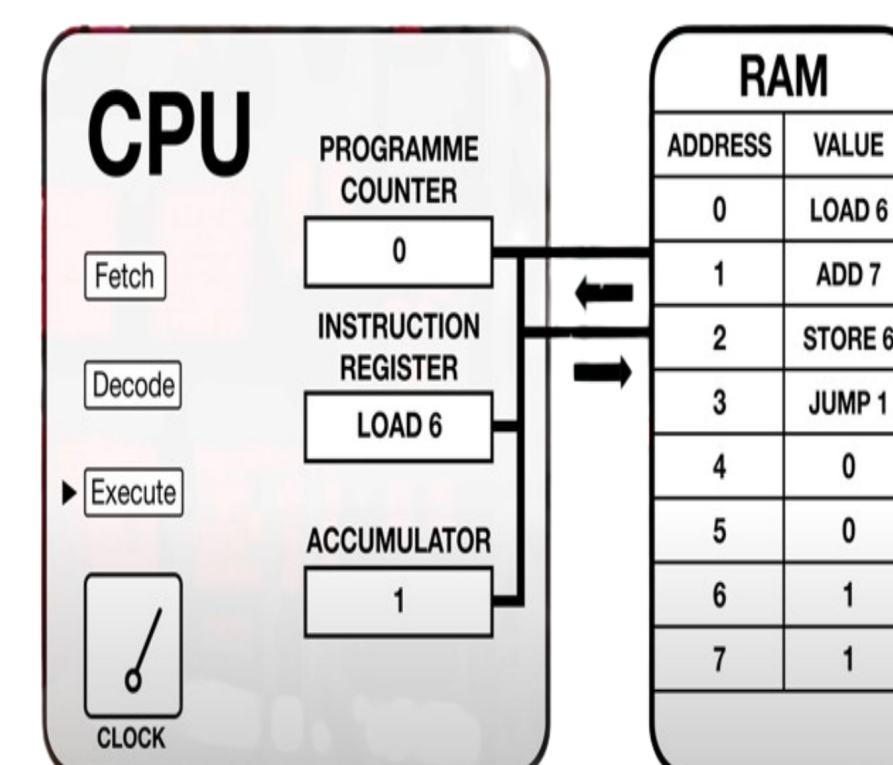 CPU
PROGRAMME
COUNTER
0
Fetch
INSTRUCTION
REGISTER
LOAD 6
Decode
Execute
ACCUMULATOR
1
CLOCK
RAM
ADDRESS VALUE
0 LOAD 6
1 ADD 7
2 STORE 6
3 JUMP 1
4 0
5 0
6 1
7 1